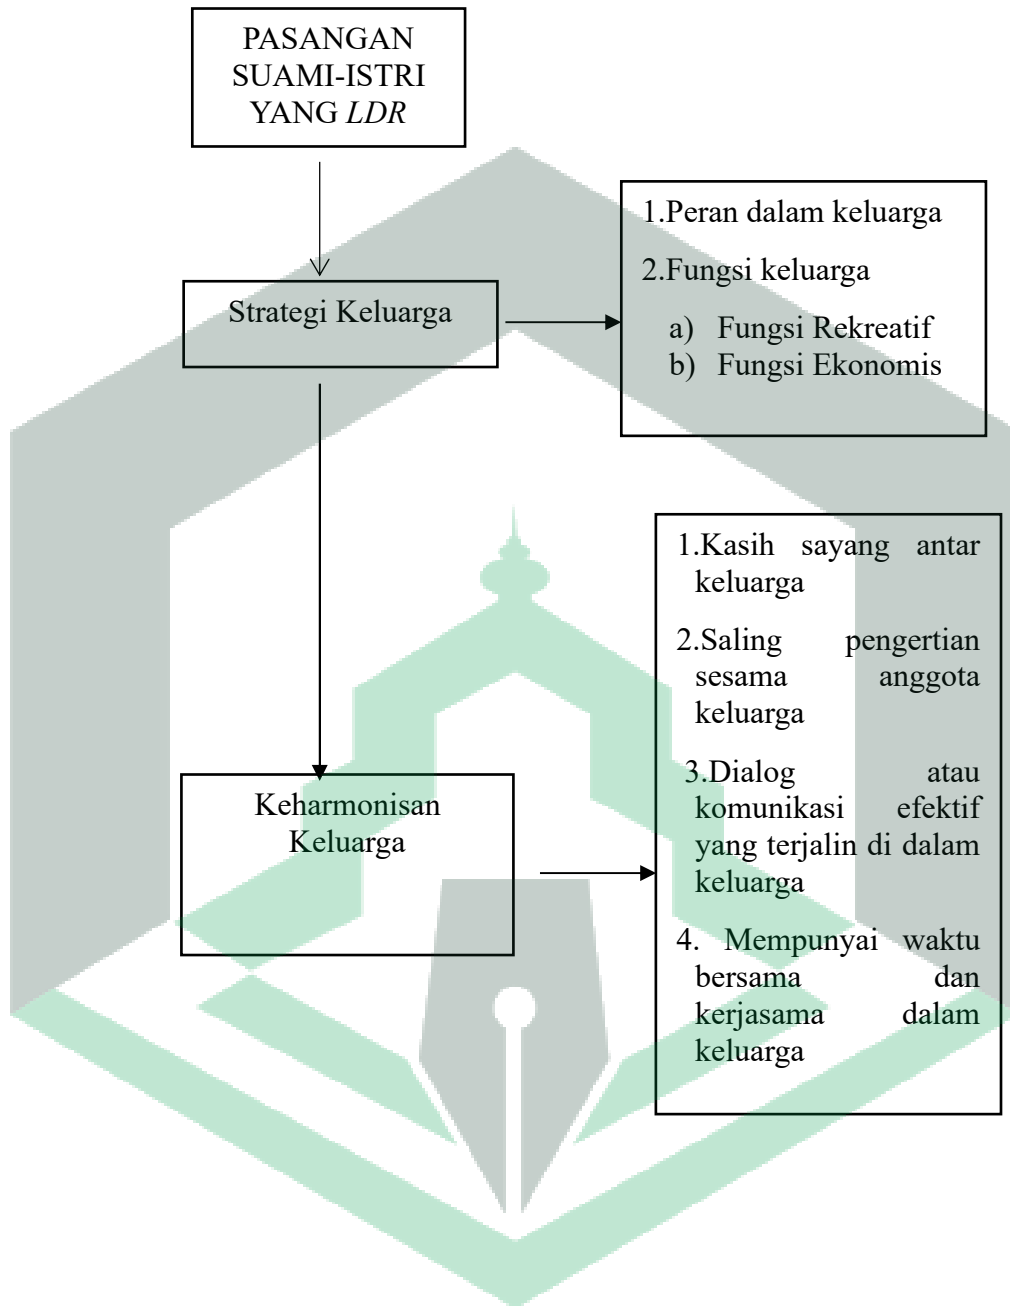 PASANGAN
SUAMI-ISTRI
YANG LDR
Strategi Keluarga
1.Peran dalam keluarga
2.Fungsi keluarga
a) Fungsi Rekreatif
b) Fungsi Ekonomis
Keharmonisan
Keluarga
1.Kasih sayang antar
keluarga
2.Saling pengertian
sesama anggota
keluarga
3.Dialog atau
komunikasi efektif
yang terjalin di dalam
keluarga
4. Mempunyai waktu
bersama dan
kerjasama dalam
keluarga